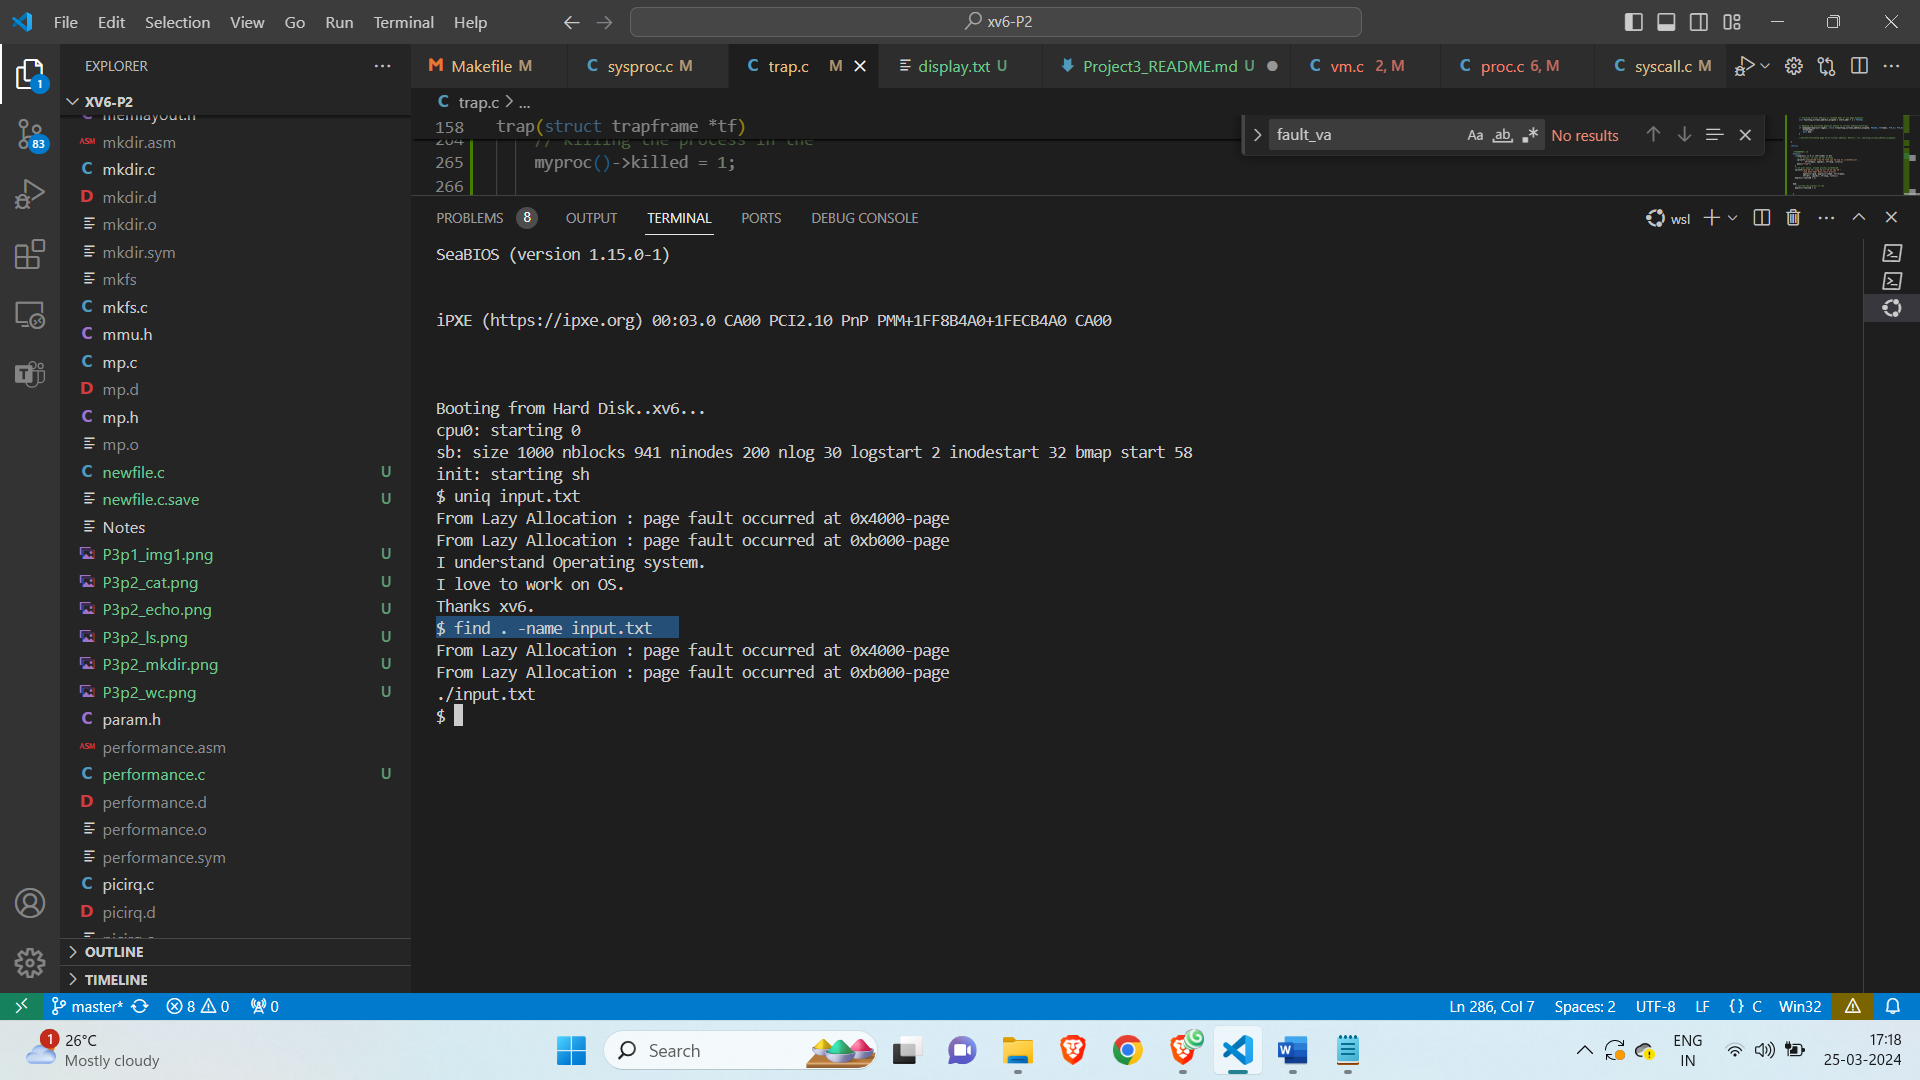 File Edit Selection View Go Run Terminal Help
xv6-P2
EXPLORER
XV6-P2
memlayout.h
ASM mkdir.asm
C mkdir.c
D mkdir.d
mkdir.o
mkdir.sym
mkfs
C mkfs.c
C mmu.h
C mp.c
D mp.d
C mp.h
mp.o
C newfile.c U
newfile.c.save U
Notes
P3p1_img1.png U
P3p2_cat.png U
P3p2_echo.png U
P3p2_ls.png U
P3p2_mkdir.png U
P3p2_wc.png U
C param.h
ASM performance.asm
C performance.c U
D performance.d
performance.o
performance.sym
C picirq.c
D picirq.d
OUTLINE
TIMELINE
1
83
Makefile M
C sysproc.c M
C trap.c M
display.txt U
Project3_README.md U
C vm.c 2, M
C proc.c 6, M
C syscall.c M
C trap.c > ...
158 trap(struct trapframe *tf)
264 // killing the process in the
265 myproc()->killed = 1;
266
fault_va Aa ab No results
PROBLEMS 8 OUTPUT TERMINAL PORTS DEBUG CONSOLE
wsl
SeaBIOS (version 1.15.0-1)
iPXE (https://ipxe.org) 00:03.0 CA00 PCI2.10 PnP PMM+1FF8B4A0+1FECB4A0 CA00
Booting from Hard Disk..xv6...
cpu0: starting 0
sb: size 1000 nblocks 941 ninodes 200 nlog 30 logstart 2 inodestart 32 bmap start 58
init: starting sh
$ uniq input.txt
From Lazy Allocation : page fault occurred at 0x4000-page
From Lazy Allocation : page fault occurred at 0xb000-page
I understand Operating system.
I love to work on OS.
Thanks xv6.
$ find . -name input.txt
From Lazy Allocation : page fault occurred at 0x4000-page
From Lazy Allocation : page fault occurred at 0xb000-page
./input.txt
$
master* 8 0 0
Ln 286, Col 7 Spaces: 2 UTF-8 LF {} C Win32
1
26°C
Mostly cloudy
Search
ENG
IN
17:18
25-03-2024